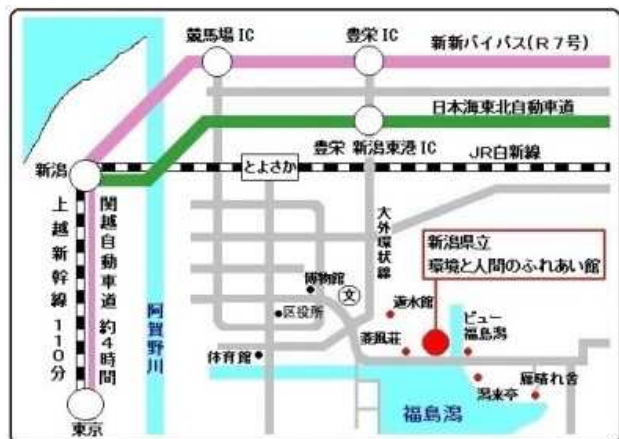 競馬場 IC
豊栄 IC
新新バイパス(R7号)
日本海東北自動車道
豊栄 新潟東港 IC
JR白新線
新潟
とよさか
上越新幹線 110分
関越自動車道 約4時間
阿賀野川
大外環状線
新潟県立
環境と人間のふれあい館
博物館
文
区役所
体育館
遊水館
菱風荘
ビュー
福島潟
雁晴れ舎
潟来亭
福島潟
東京